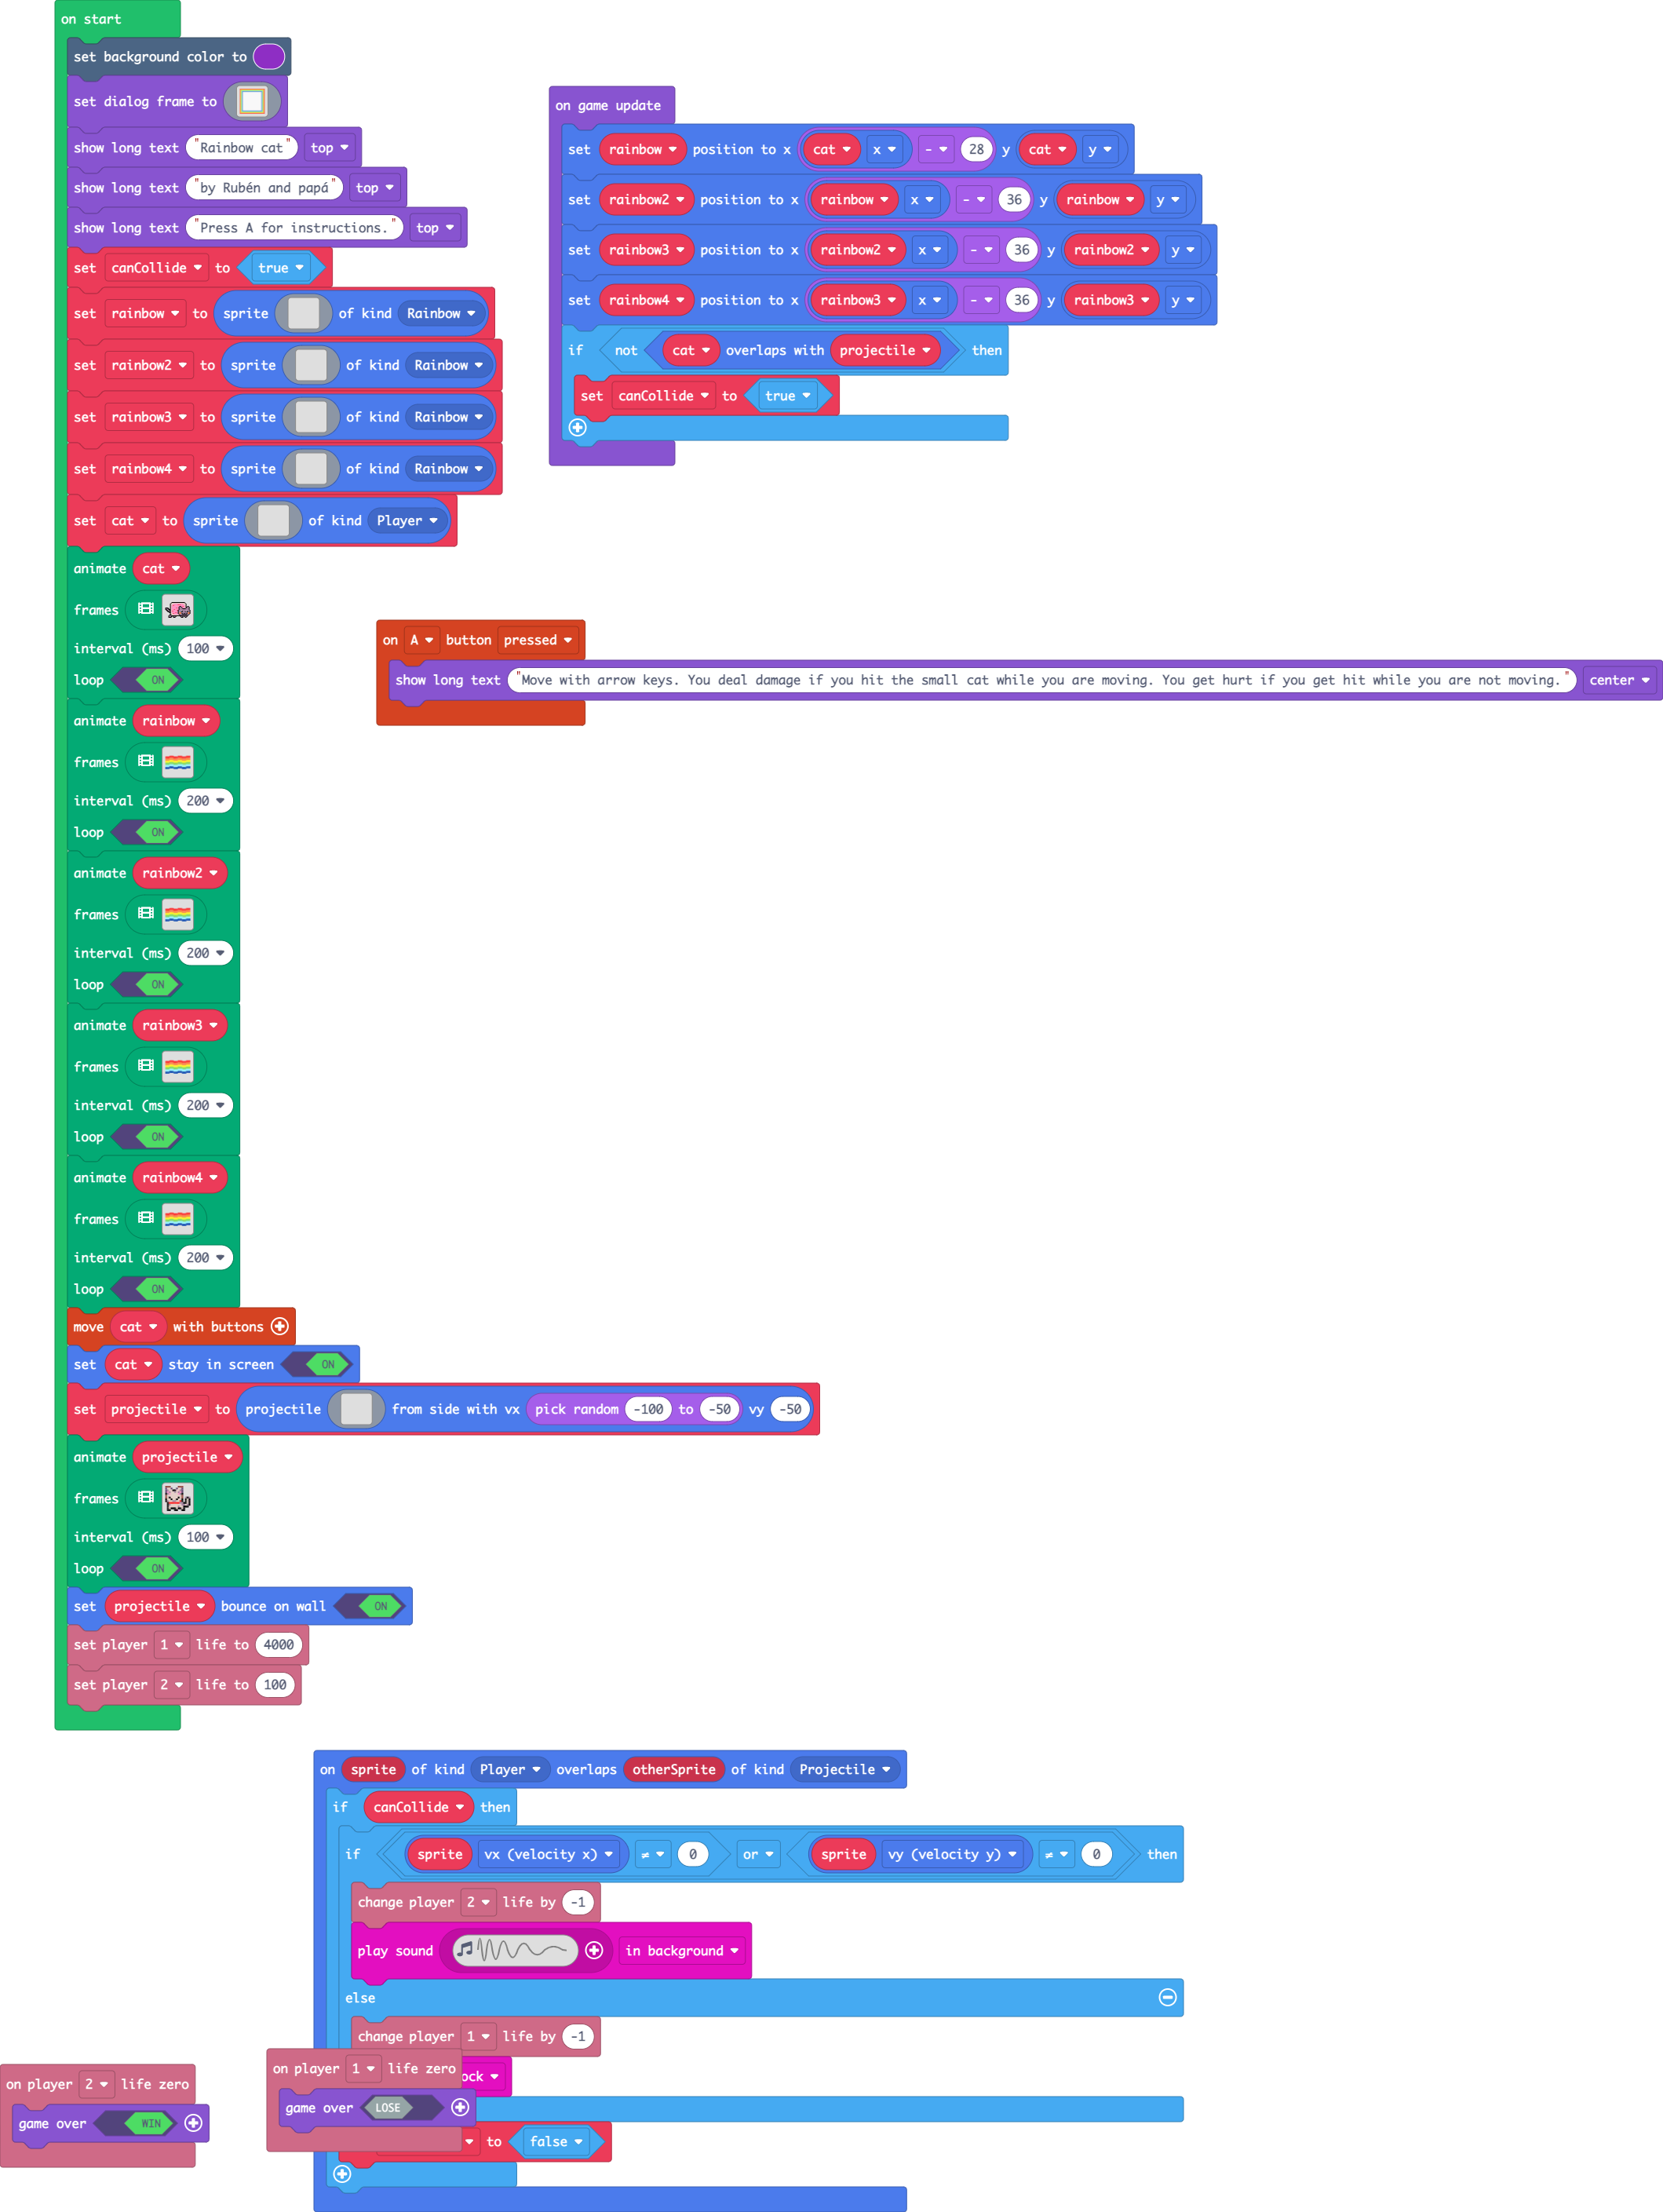 on start
set background color to
set dialog frame to
show long text "Rainbow cat" top
show long text "by Rubén and papá" top
show long text "Press A for instructions." top
set canCollide to true
set rainbow to sprite of kind Rainbow
set rainbow2 to sprite of kind Rainbow
set rainbow3 to sprite of kind Rainbow
set rainbow4 to sprite of kind Rainbow
set cat to sprite of kind Player
animate cat
frames
interval (ms) 100
loop ON
animate rainbow
frames
interval (ms) 200
loop ON
animate rainbow2
frames
interval (ms) 200
loop ON
animate rainbow3
frames
interval (ms) 200
loop ON
animate rainbow4
frames
interval (ms) 200
loop ON
move cat with buttons
set cat stay in screen ON
set projectile to projectile from side with vx pick random -100 to -50 vy -50
animate projectile
frames
interval (ms) 100
loop ON
set projectile bounce on wall ON
set player 1 life to 4000
set player 2 life to 100
on game update
set rainbow position to x cat x - 28 y cat y
set rainbow2 position to x rainbow x - 36 y rainbow y
set rainbow3 position to x rainbow2 x - 36 y rainbow2 y
set rainbow4 position to x rainbow3 x - 36 y rainbow3 y
if not cat overlaps with projectile then
set canCollide to true
on A button pressed
show long text "Move with arrow keys. You deal damage if you hit the small cat while you are moving. You get hurt if you get hit while you are not moving." center
on sprite of kind Player overlaps otherSprite of kind Projectile
if canCollide then
if sprite vx (velocity x) ≠ 0 or sprite vy (velocity y) ≠ 0 then
change player 2 life by -1
play sound in background
else
change player 1 life by -1
to false
on player 2 life zero
game over WIN
on player 1 life zero
game over LOSE